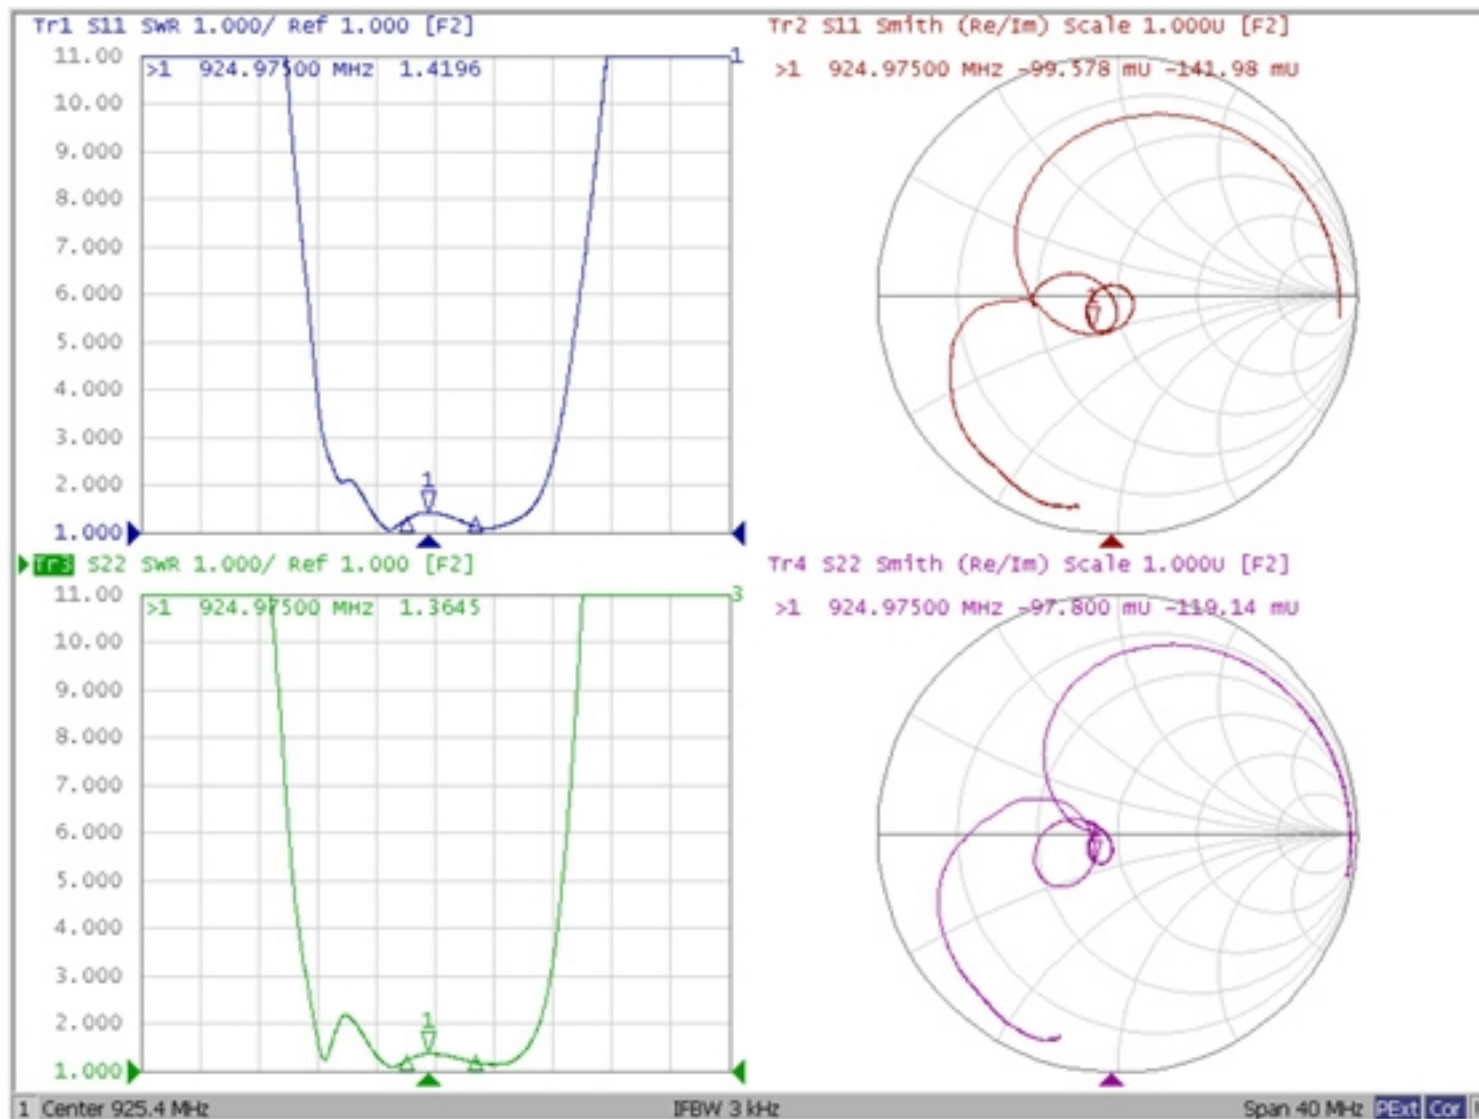 Tr1 S11 SWR 1.000/ Ref 1.000 [F2]
11.00
>1 924.97500 MHz 1.4196
1
10.00
9.000
8.000
7.000
6.000
5.000
4.000
3.000
2.000
1
1.000
Tr2 S11 Smith (Re/Im) Scale 1.000U [F2]
>1 924.97500 MHz -99.578 mU -141.98 mU
Tr3 S22 SWR 1.000/ Ref 1.000 [F2]
11.00
>1 924.97500 MHz 1.3645
3
10.00
9.000
8.000
7.000
6.000
5.000
4.000
3.000
2.000
1
1.000
Tr4 S22 Smith (Re/Im) Scale 1.000U [F2]
>1 924.97500 MHz -97.800 mU -119.14 mU
1 Center 925.4 MHz IFBW 3 kHz Span 40 MHz PExt Cor